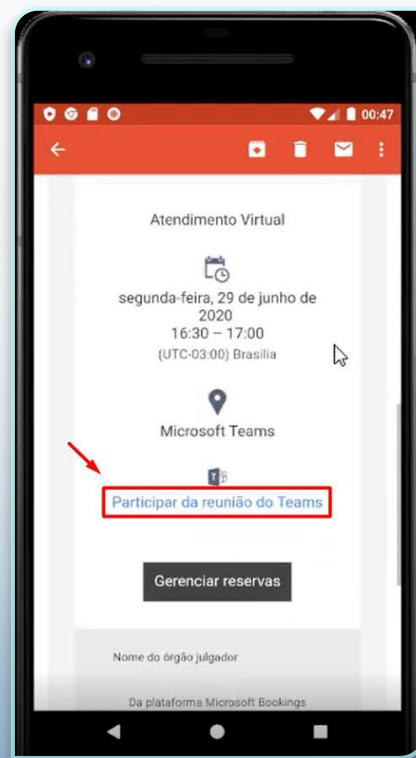 00:47
Atendimento Virtual
segunda-feira, 29 de junho de
2020
16:30 – 17:00
(UTC-03:00) Brasilia
Microsoft Teams
Participar da reunião do Teams
Gerenciar reservas
Nome do órgão julgador
Da plataforma Microsoft Bookings